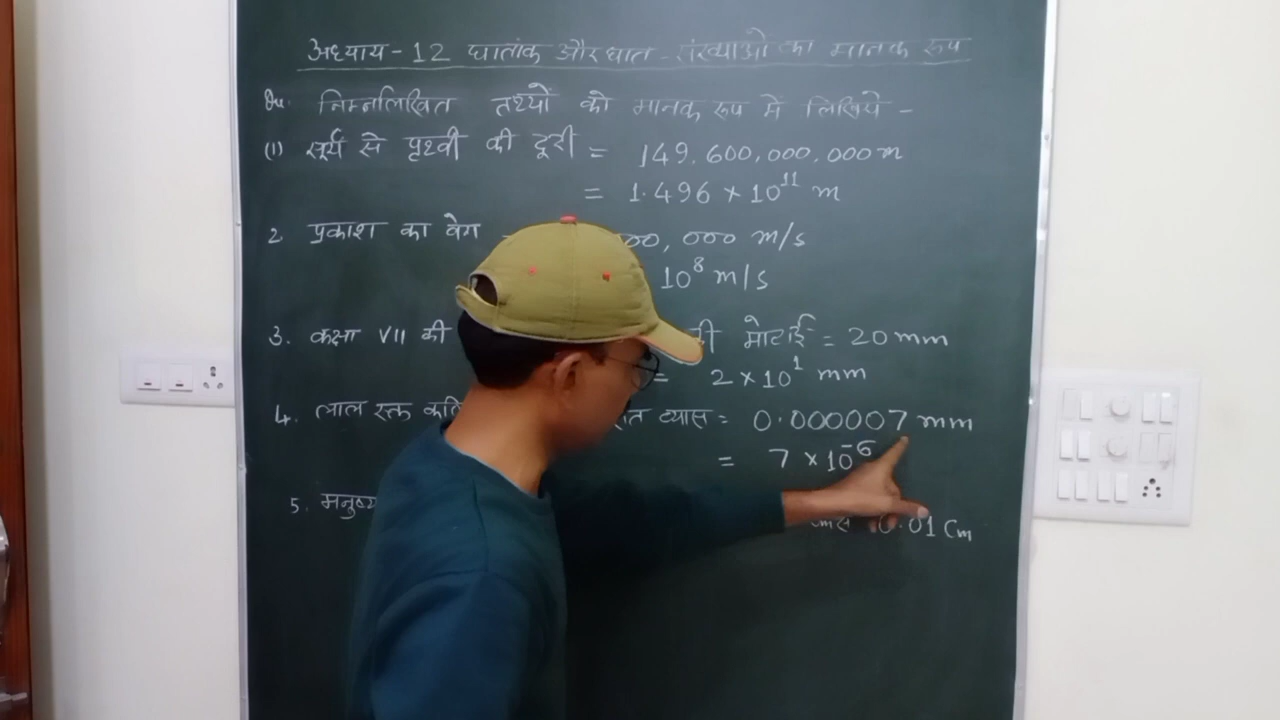 अध्याय - 12 घातांक और घात - संख्याओं का मानक रूप
निम्नलिखित तथ्यों को मानक रूप में लिखिये -
(1) सूर्य से पृथ्वी की दूरी = 149,600,000,000 m
= 1.496 × 10¹¹ m
2. प्रकाश का वेग 00, 000 m/s
10⁸ m/s
3. कक्षा VII की मोटाई = 20 mm
= 2 × 10¹ mm
4. लाल रक्त व्यास = 0.000007 mm
= 7 × 10⁻⁶
5. मनुष्य 0.01 Cm